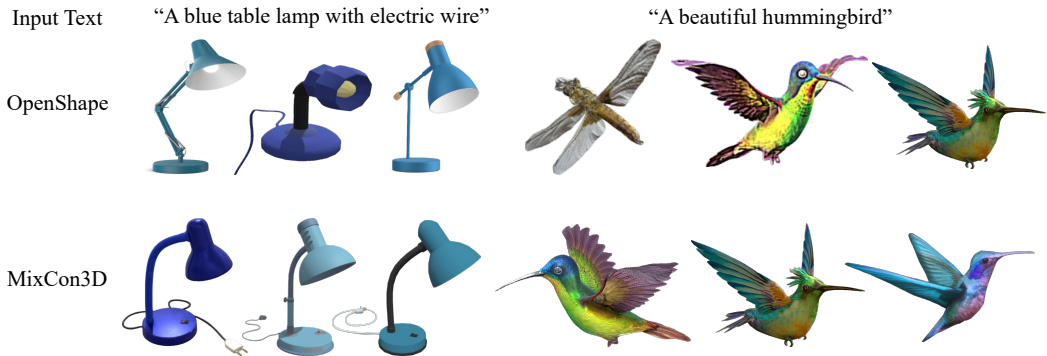 Input Text
“A blue table lamp with electric wire”
“A beautiful hummingbird”
OpenShape
MixCon3D